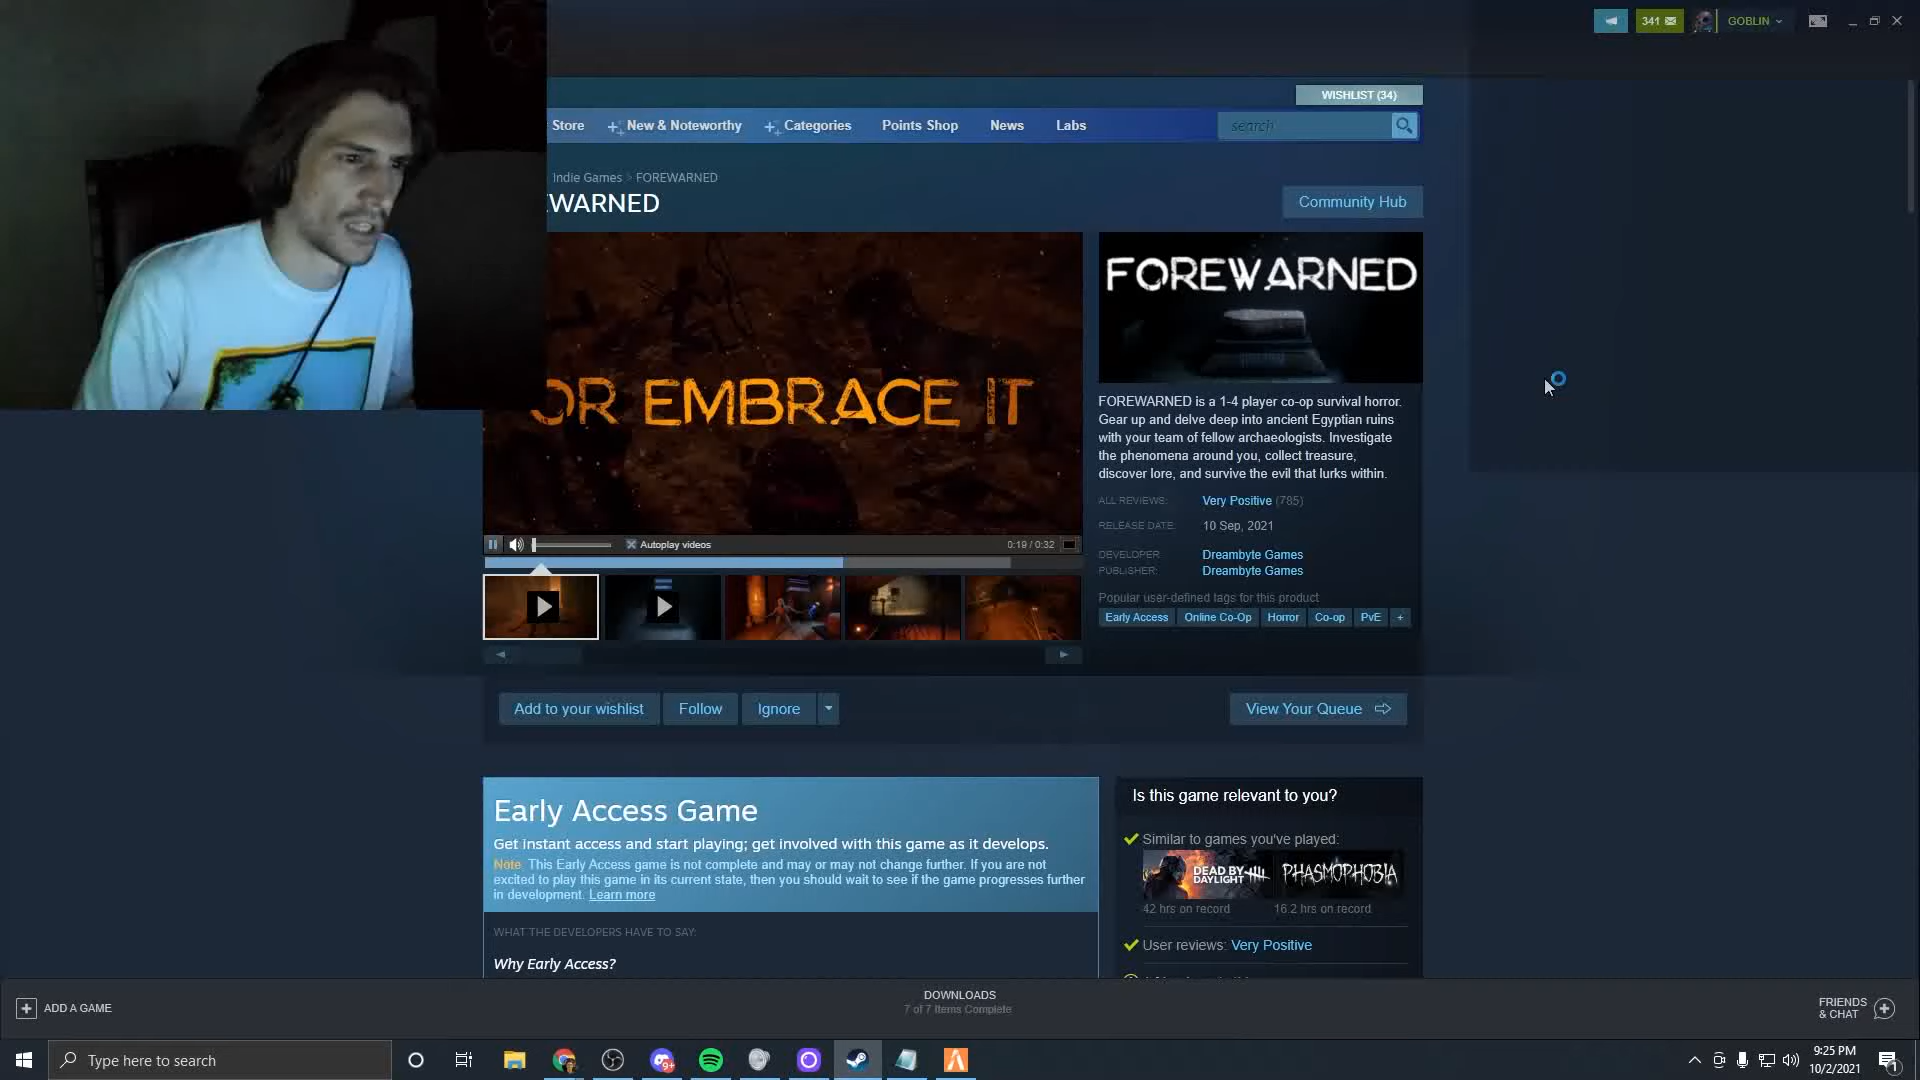 341
GOBLIN
WISHLIST (34)
Store
New & Noteworthy
Categories
Points Shop
News
Labs
search
Indie Games > FOREWARNED
WARNED
Community Hub
OR EMBRACE IT
FOREWARNED
FOREWARNED is a 1-4 player co-op survival horror.
Gear up and delve deep into ancient Egyptian ruins
with your team of fellow archaeologists. Investigate
the phenomena around you, collect treasure,
discover lore, and survive the evil that lurks within.
ALL REVIEWS: Very Positive (785)
RELEASE DATE: 10 Sep, 2021
DEVELOPER: Dreambyte Games
PUBLISHER: Dreambyte Games
Popular user-defined tags for this product
Early Access Online Co-Op Horror Co-op PvE +
Autoplay videos
0:19 / 0:32
Add to your wishlist
Follow
Ignore
View Your Queue
Early Access Game
Get instant access and start playing; get involved with this game as it develops.
Note: This Early Access game is not complete and may or may not change further. If you are not
excited to play this game in its current state, then you should wait to see if the game progresses further
in development. Learn more
WHAT THE DEVELOPERS HAVE TO SAY:
Why Early Access?
Is this game relevant to you?
Similar to games you've played:
DEAD BY
DAYLIGHT
PHASMOPHOBIA
42 hrs on record
16.2 hrs on record
User reviews: Very Positive
ADD A GAME
DOWNLOADS
7 of 7 Items Complete
FRIENDS
& CHAT
Type here to search
9+
9:25 PM
10/2/2021
1